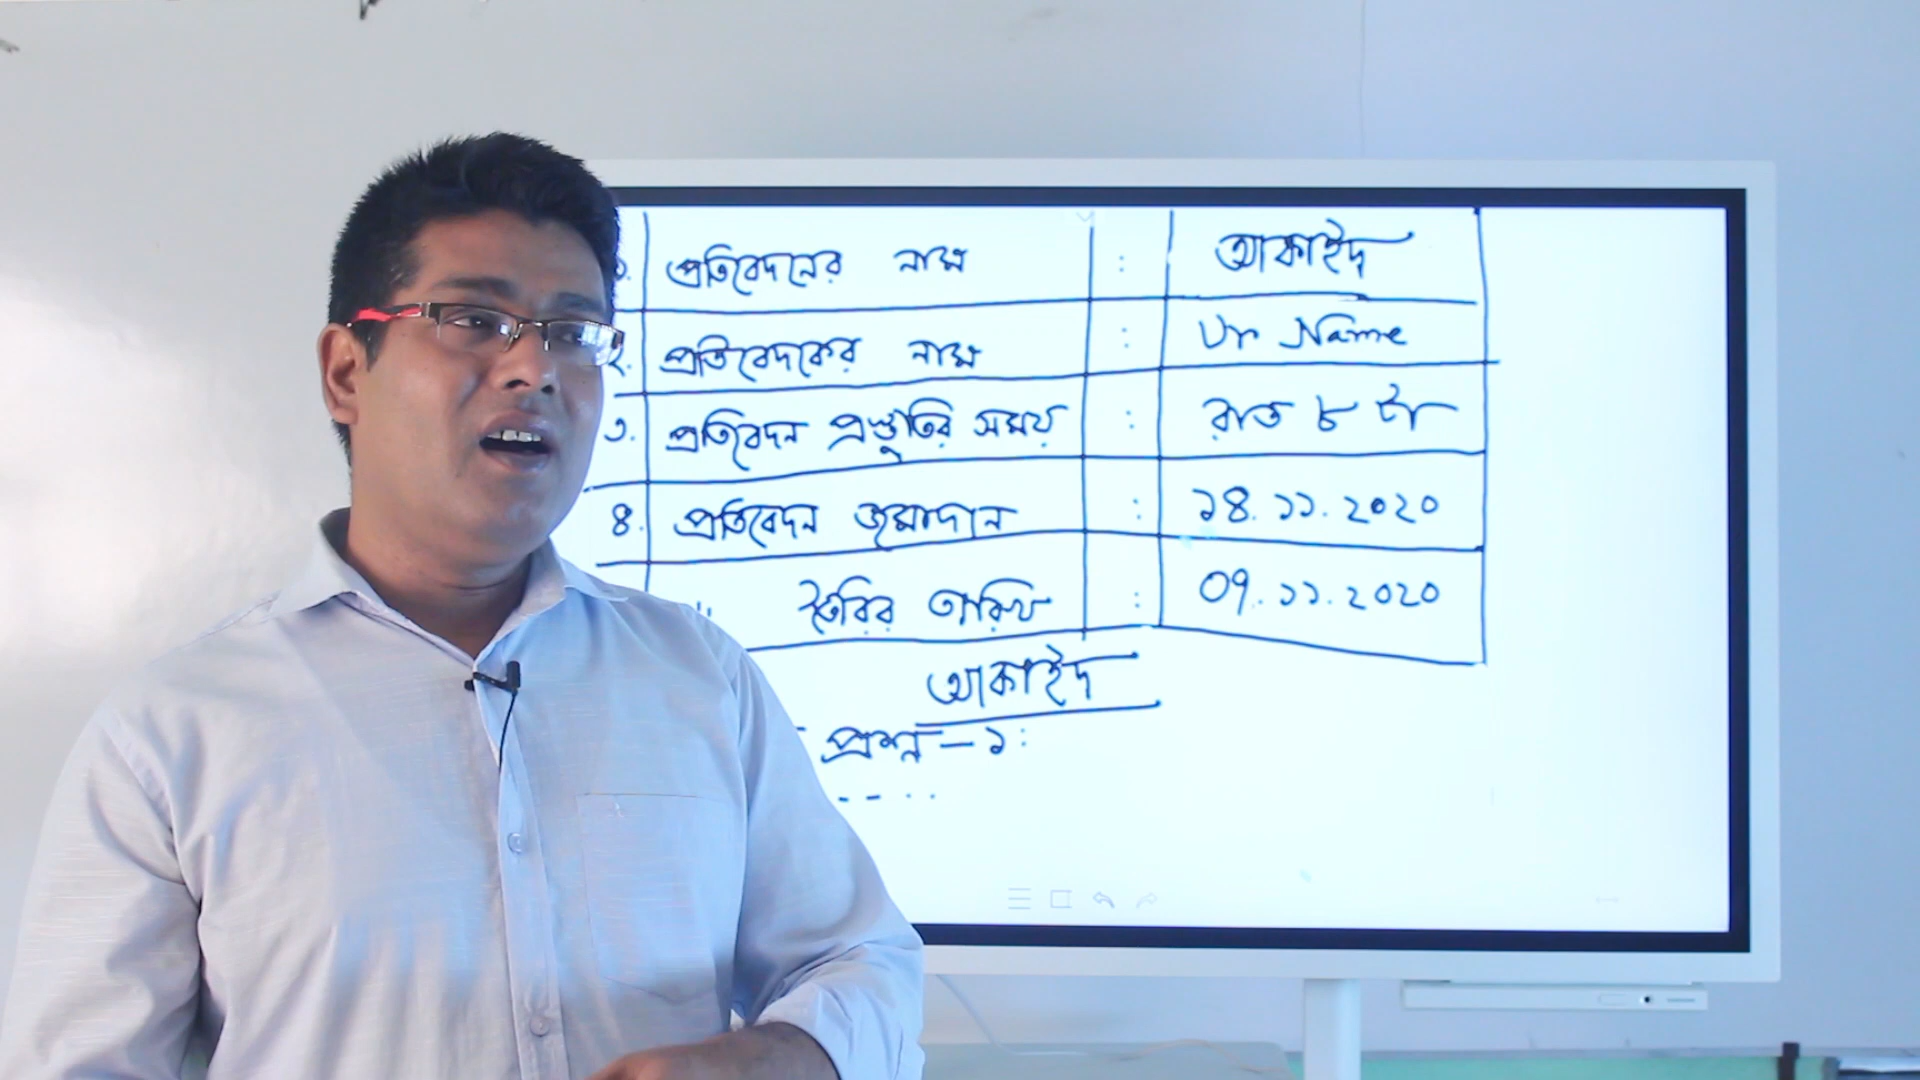 ১. প্রতিবেদনের নাম : আকাইদ
২. প্রতিবেদকের নাম : Ur Name
৩. প্রতিবেদন প্রস্তুতির সময় : রাত ৮ টা
৪. প্রতিবেদন জমাদান : ১৪.১১.২০২০
" তৈরির তারিখ : ০৭.১১.২০২০
আকাইদ
প্রশ্ন-১: